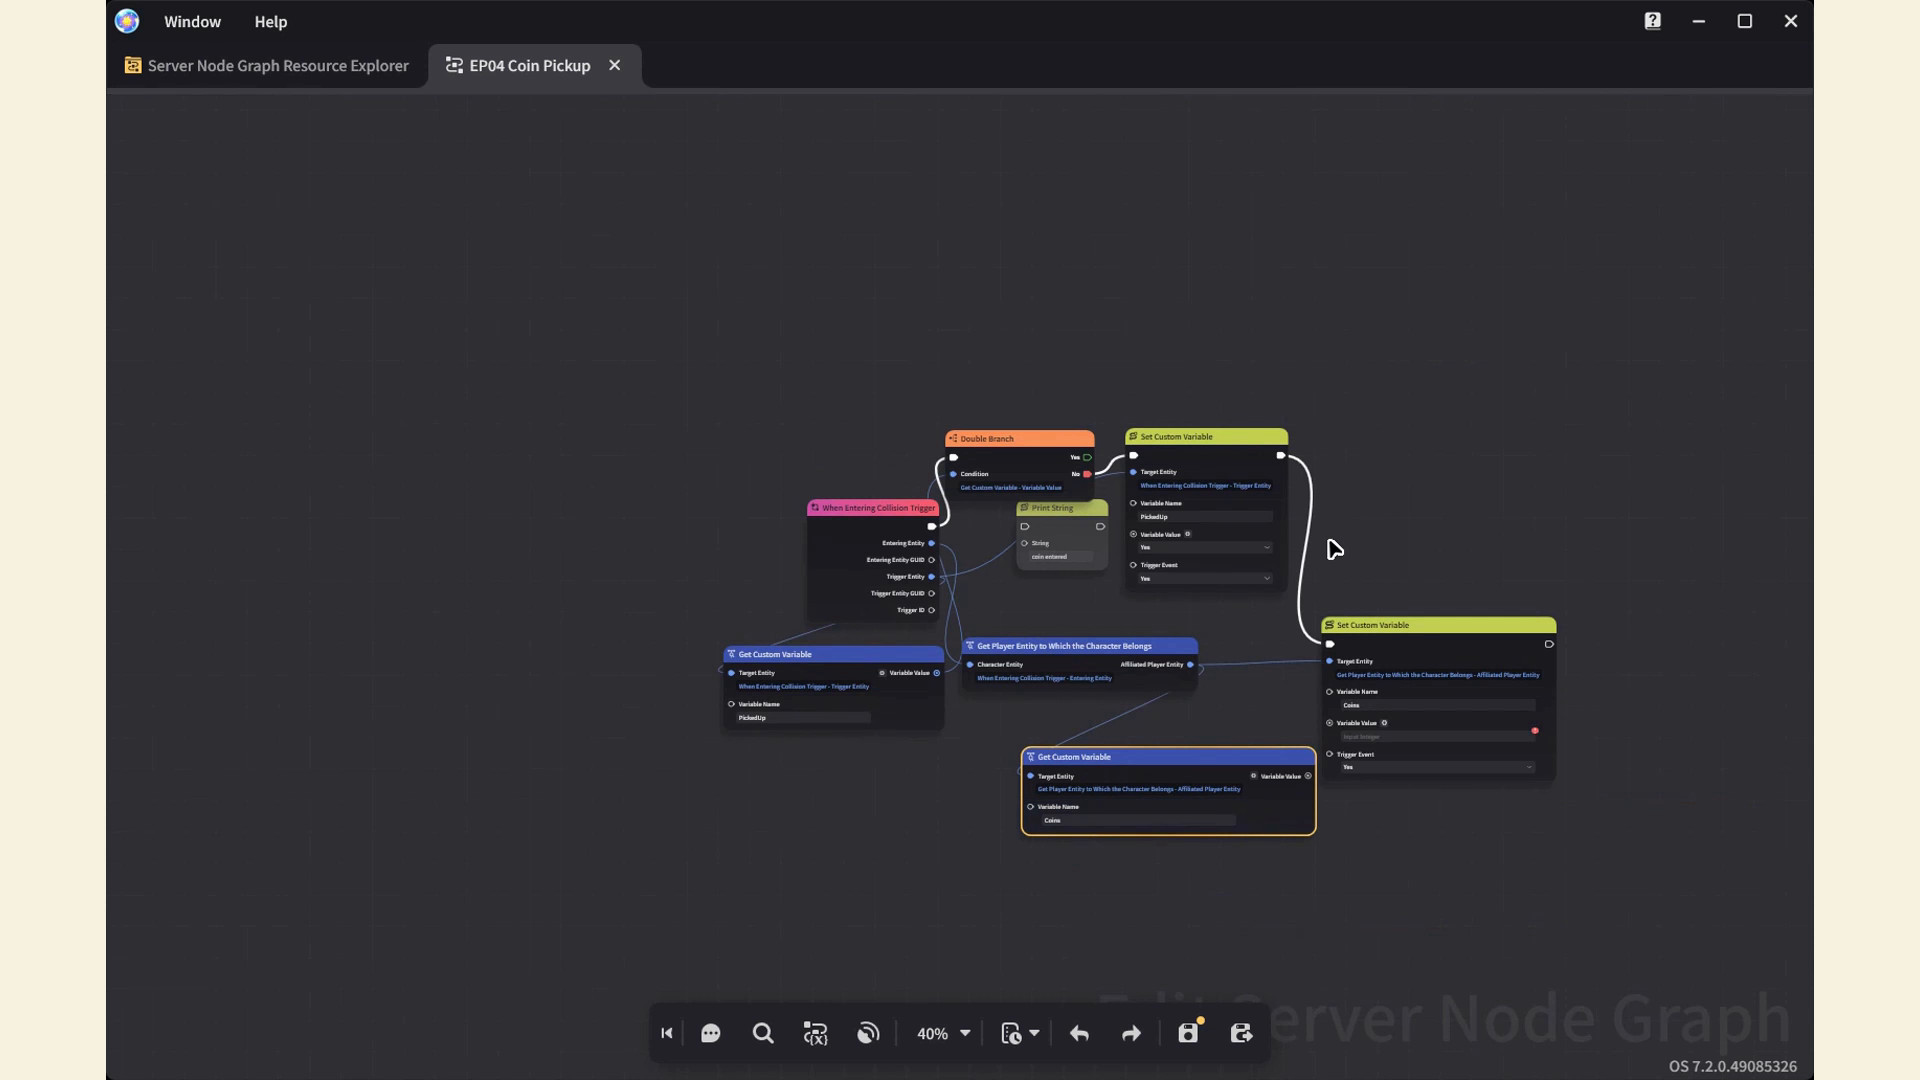 Window
Help
Server Node Graph Resource Explorer
EP04 Coin Pickup
Double Branch
Yes
Condition
No
Get Custom Variable - Variable Value
Set Custom Variable
Target Entity
When Entering Collision Trigger - Trigger Entity
Variable Name
PickedUp
Variable Value
Yes
Trigger Event
Yes
When Entering Collision Trigger
Entering Entity
Entering Entity GUID
Trigger Entity
Trigger Entity GUID
Trigger ID
Print String
String
coin entered
Get Custom Variable
Target Entity
Variable Value
When Entering Collision Trigger - Trigger Entity
Variable Name
PickedUp
Get Player Entity to Which the Character Belongs
Character Entity
Affiliated Player Entity
When Entering Collision Trigger - Entering Entity
Set Custom Variable
Target Entity
Get Player Entity to Which the Character Belongs - Affiliated Player Entity
Variable Name
Coins
Variable Value
Input Integer
Trigger Event
Yes
Get Custom Variable
Target Entity
Variable Value
Get Player Entity to Which the Character Belongs - Affiliated Player Entity
Variable Name
Coins
40%
Edit Server Node Graph
OS 7.2.0.49085326